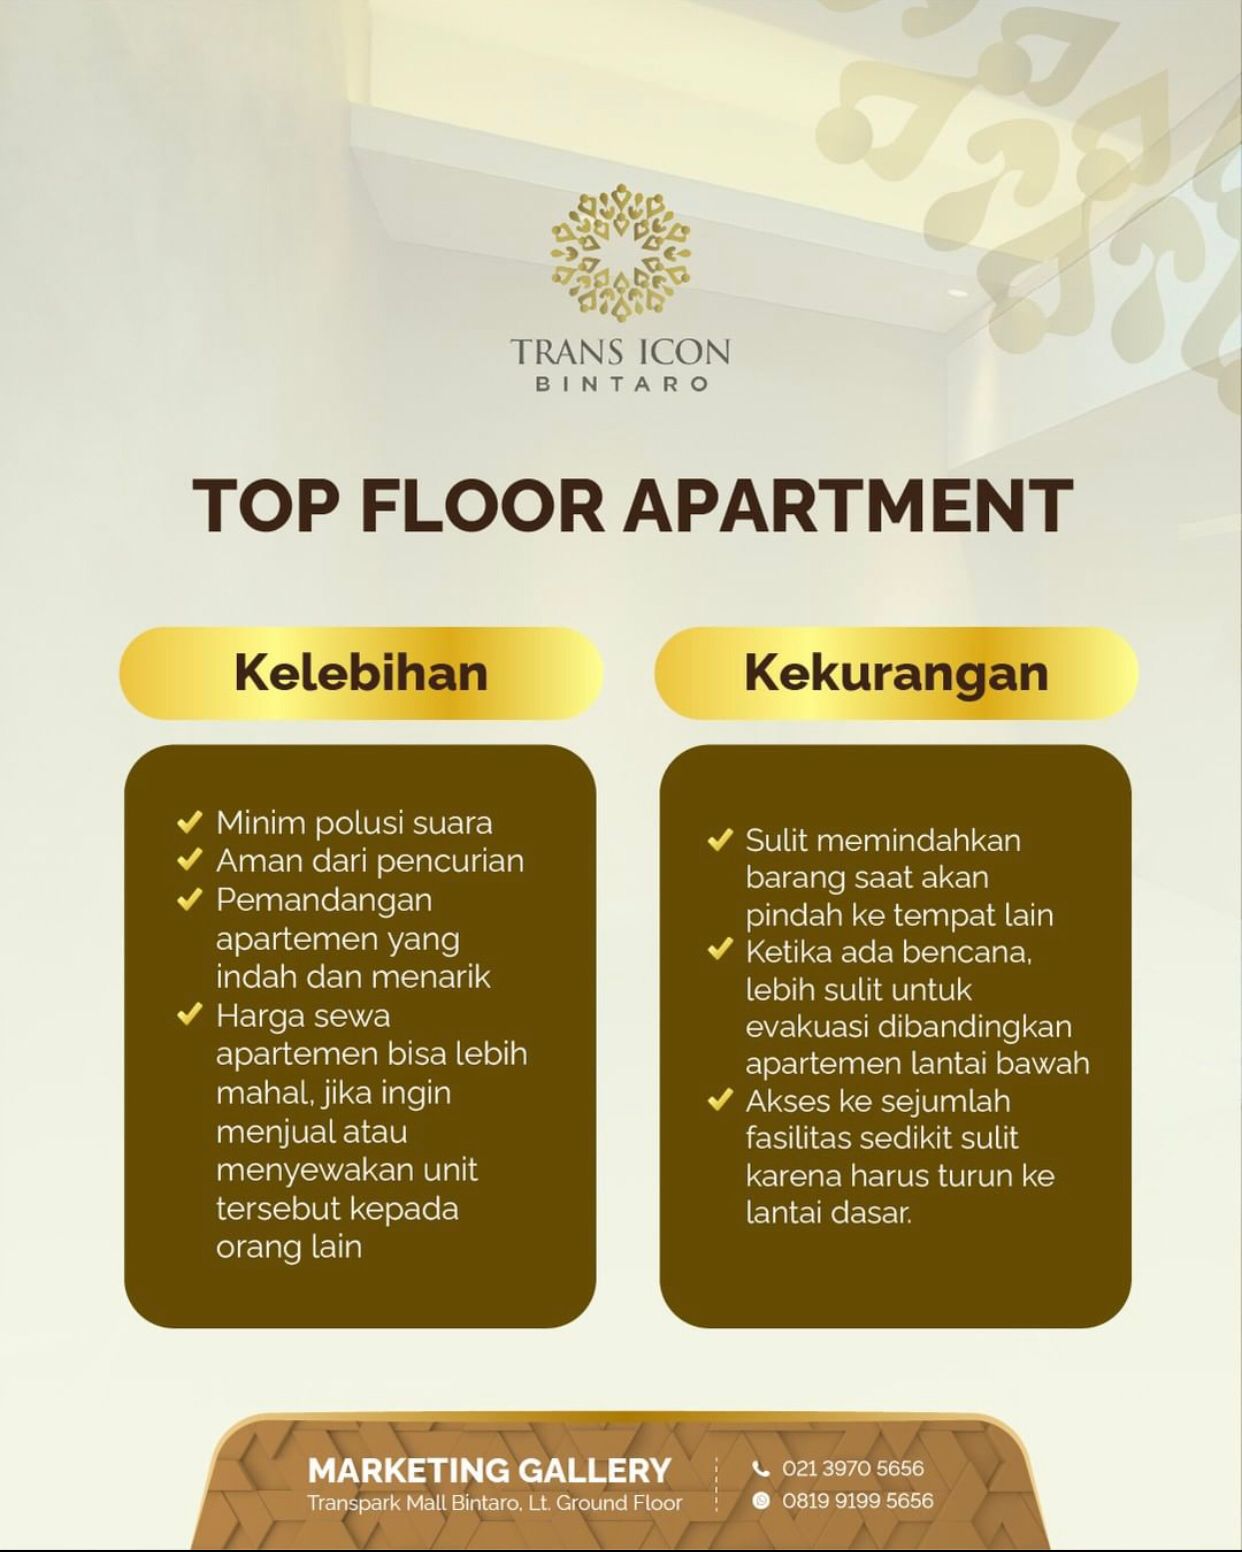 TRANS ICON
BINTARO
TOP FLOOR APARTMENT
Kelebihan
Minim polusi suara
Aman dari pencurian
Pemandangan
apartemen yang
indah dan menarik
Harga sewa
apartemen bisa lebih
mahal, jika ingin
menjual atau
menyewakan unit
tersebut kepada
orang lain
Kekurangan
Sulit memindahkan
barang saat akan
pindah ke tempat lain
Ketika ada bencana,
lebih sulit untuk
evakuasi dibandingkan
apartemen lantai bawah
Akses ke sejumlah
fasilitas sedikit sulit
karena harus turun ke
lantai dasar.
MARKETING GALLERY
Transpark Mall Bintaro, Lt. Ground Floor
021 3970 5656
0819 9199 5656